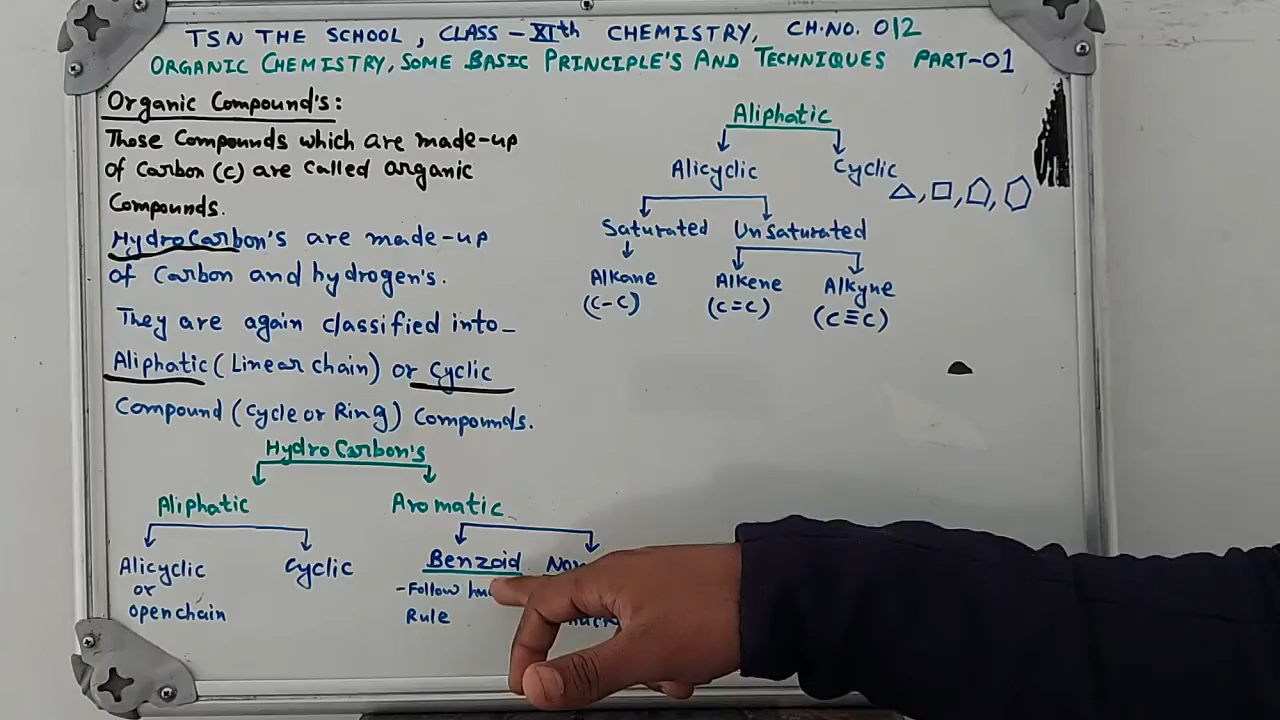 TSN THE SCHOOL, CLASS-XIth CHEMISTRY, CH.NO. 012
ORGANIC CHEMISTRY, SOME BASIC PRINCIPLE'S AND TECHNIQUES PART-01
Organic Compound's:
Those Compounds which are made-up
of Carbon (C) are called organic
Compounds.
HydroCarbon's are made-up
of Carbon and hydrogen's.
They are again classified into-
Aliphatic (Linear chain) or cyclic
Compound (Cycle or Ring) Compounds.
HydroCarbon's
Aliphatic Aromatic
Alicyclic Cyclic Benzoid
or -Follow
open chain Rule
Aliphatic
Alicyclic Cyclic
Saturated UnSaturated
Alkane Alkene Alkyne
(C-C) (C=C) (C≡C)